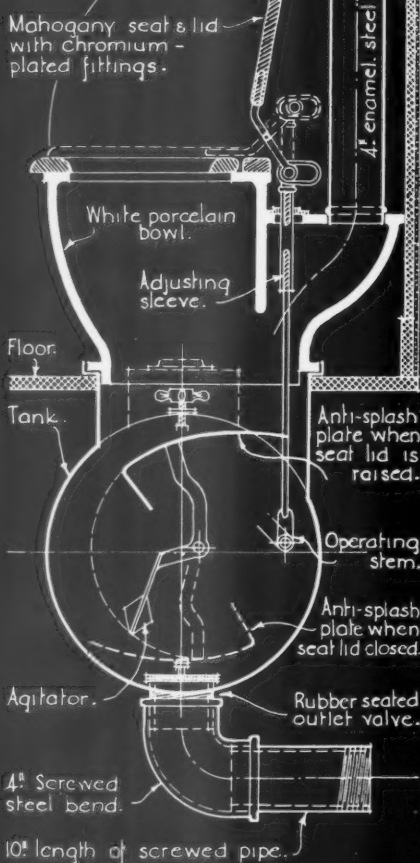 Mahogany seat & lid
with chromium-
plated fittings.
4" enamel. steel
White porcelain
bowl.
Adjusting
sleeve.
Floor.
Tank.
Anti-splash
plate when
seat lid is
raised.
Operating
stem.
Anti-splash
plate when
seat lid closed.
Agitator.
Rubber seated
outlet valve.
4" Screwed
steel bend.
10" length of screwed pipe.